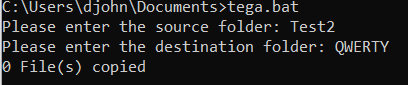 C:\Users\djohn\Documents>tega.bat
Please enter the source folder: Test2
Please enter the destination folder: QWERTY
0 File(s) copied